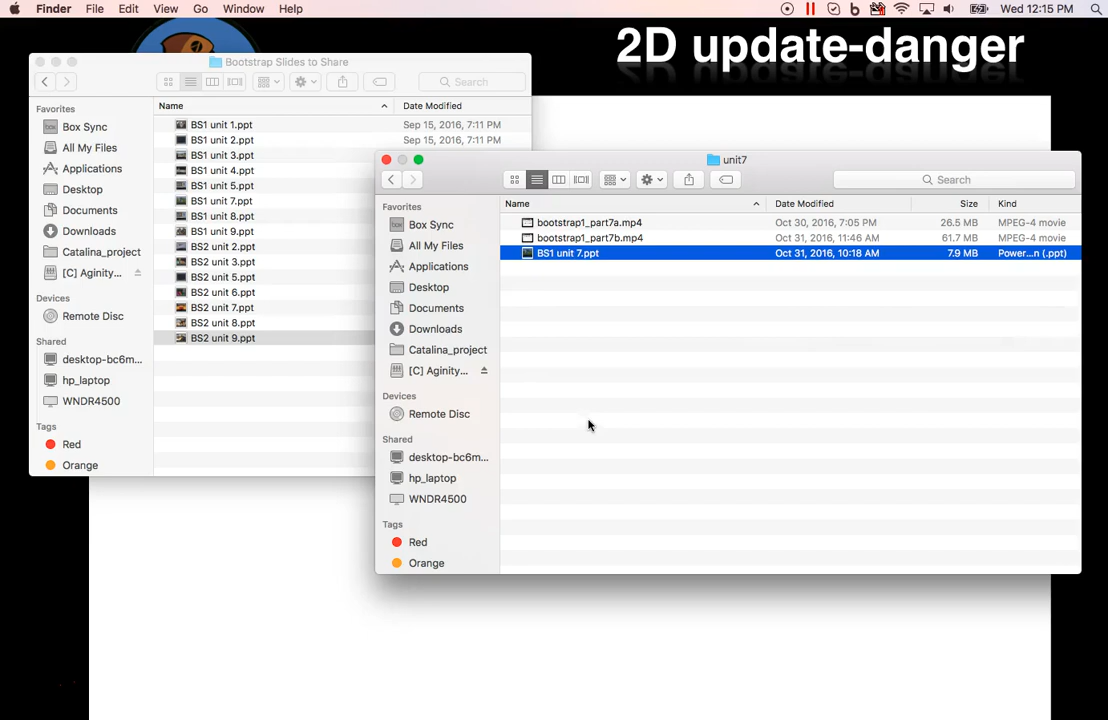 Finder File Edit View Go Window Help Wed 12:15 PM
2D update-danger
Bootstrap Slides to Share
Search
Favorites
Box Sync
All My Files
Applications
Desktop
Documents
Downloads
Catalina_project
[C] Aginity...
Devices
Remote Disc
Shared
desktop-bc6m...
hp_laptop
WNDR4500
Tags
Red
Orange
Name Date Modified
BS1 unit 1.ppt Sep 15, 2016, 7:11 PM
BS1 unit 2.ppt Sep 15, 2016, 7:11 PM
BS1 unit 3.ppt
BS1 unit 4.ppt
BS1 unit 5.ppt
BS1 unit 7.ppt
BS1 unit 8.ppt
BS1 unit 9.ppt
BS2 unit 2.ppt
BS2 unit 3.ppt
BS2 unit 5.ppt
BS2 unit 6.ppt
BS2 unit 7.ppt
BS2 unit 8.ppt
BS2 unit 9.ppt
unit7
Search
Favorites
Box Sync
All My Files
Applications
Desktop
Documents
Downloads
Catalina_project
[C] Aginity...
Devices
Remote Disc
Shared
desktop-bc6m...
hp_laptop
WNDR4500
Tags
Red
Orange
Name Date Modified Size Kind
bootstrap1_part7a.mp4 Oct 30, 2016, 7:05 PM 26.5 MB MPEG-4 movie
bootstrap1_part7b.mp4 Oct 31, 2016, 11:46 AM 61.7 MB MPEG-4 movie
BS1 unit 7.ppt Oct 31, 2016, 10:18 AM 7.9 MB Power...n (.ppt)